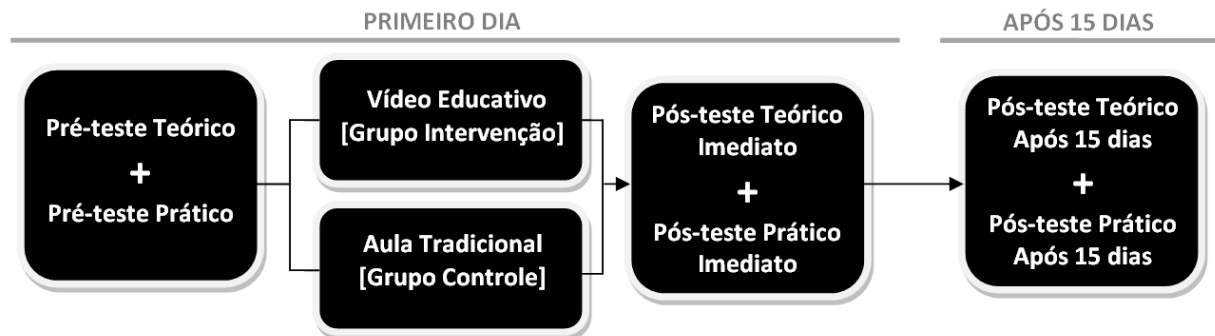 PRIMEIRO DIA
APÓS 15 DIAS
Pré-teste Teórico
+
Pré-teste Prático
Vídeo Educativo
[Grupo Intervenção]
Aula Tradicional
[Grupo Controle]
Pós-teste Teórico
Imediato
+
Pós-teste Prático
Imediato
Pós-teste Teórico
Após 15 dias
+
Pós-teste Prático
Após 15 dias